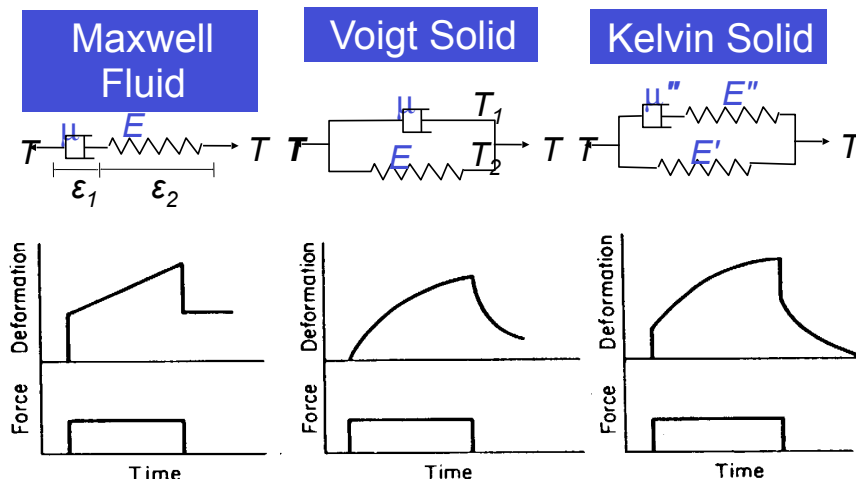 Maxwell
Fluid
Voigt Solid
Kelvin Solid
μ E
T T
ε1 ε2
μ T1
T T
E T2
μ" E"
T T
E'
Deformation
Force
Time
Deformation
Force
Time
Deformation
Force
Time